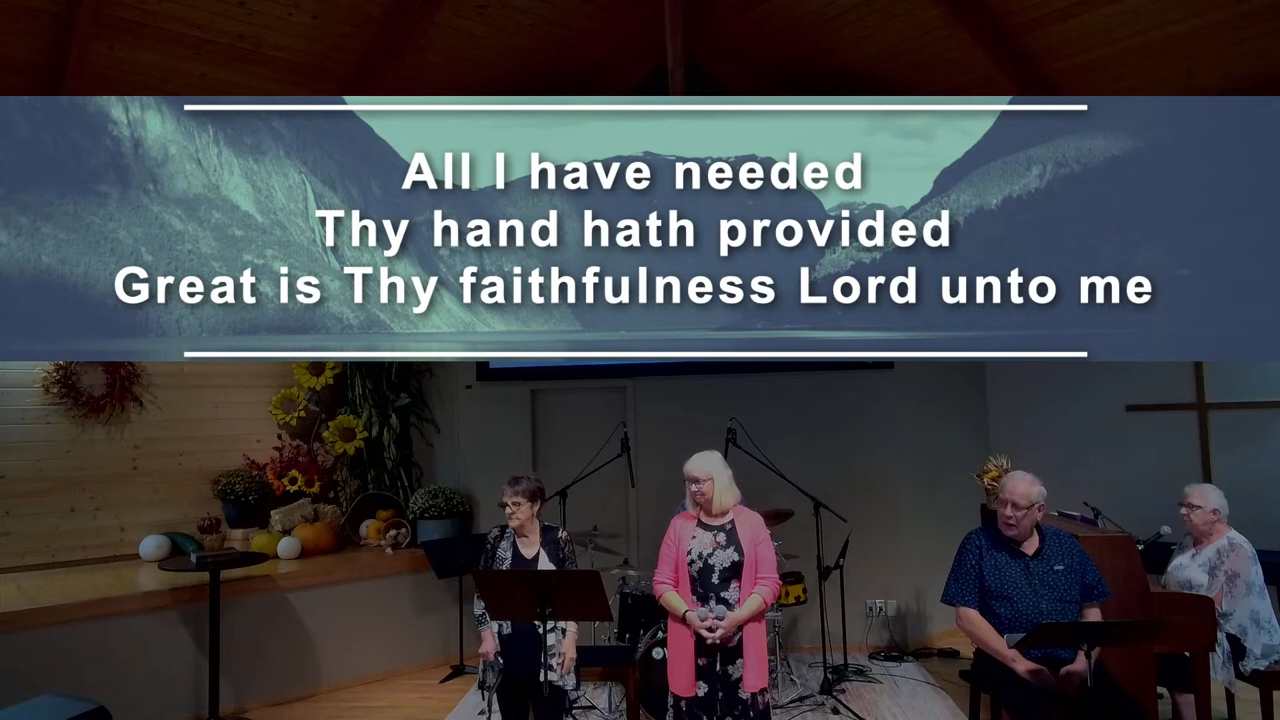 All I have needed
Thy hand hath provided
Great is Thy faithfulness Lord unto me